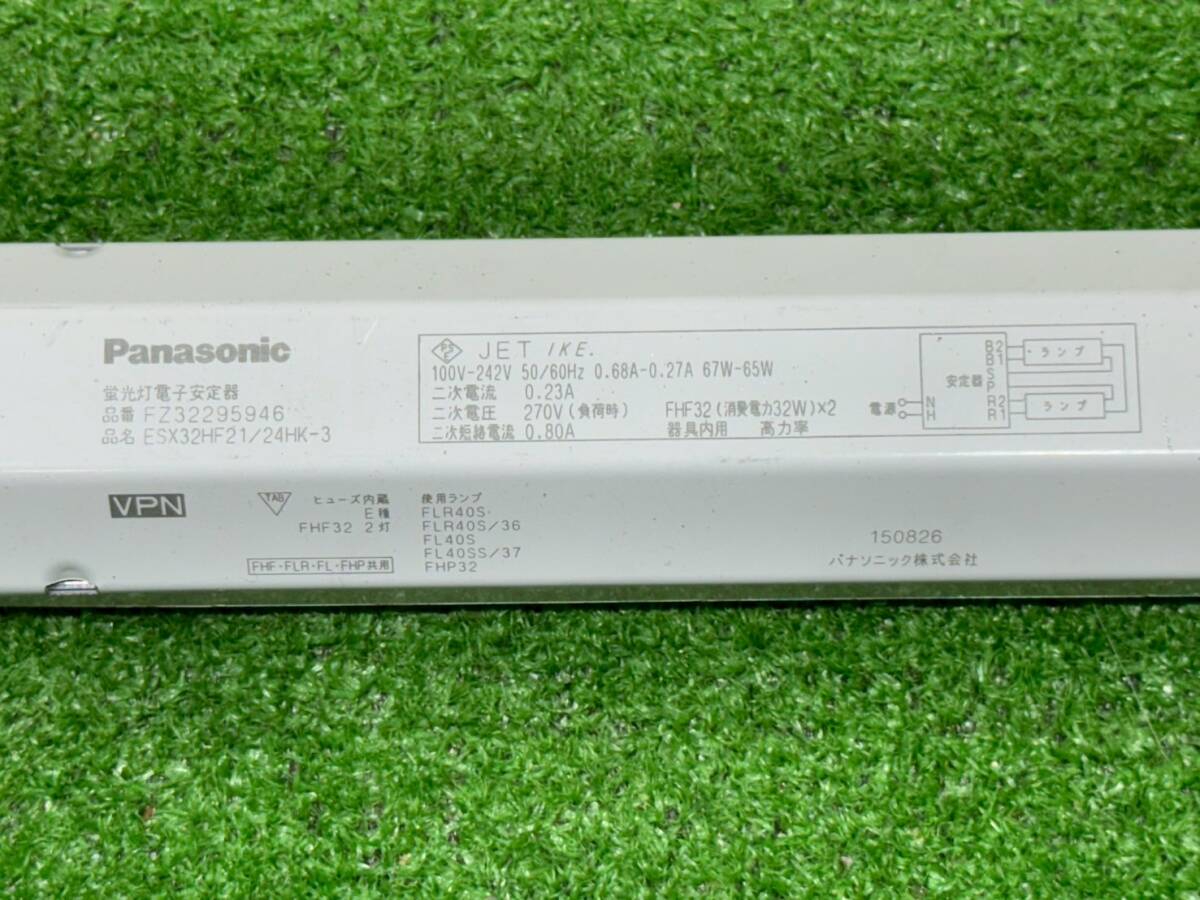 Panasonic
蛍光灯電子安定器
品番 FZ32295946
品名 ESX32HF21/24HK-3
PS E
JET IKE.
100V-242V 50/60Hz 0.68A-0.27A 67W-65W
二次電流 0.23A
二次電圧 270V(負荷時) FHF32(消費電力32W)×2
二次短絡電流 0.80A 器具内用 高力率
電源 N
H
安定器
B2
B1
S
P
R2
R1
ランプ
ランプ
VPN
TAB
ヒューズ内蔵
E種
FHF32 2灯
FHF・FLR・FL・FHP共用
使用ランプ
FLR40S
FLR40S/36
FL40S
FL40SS/37
FHP32
150826
パナソニック株式会社